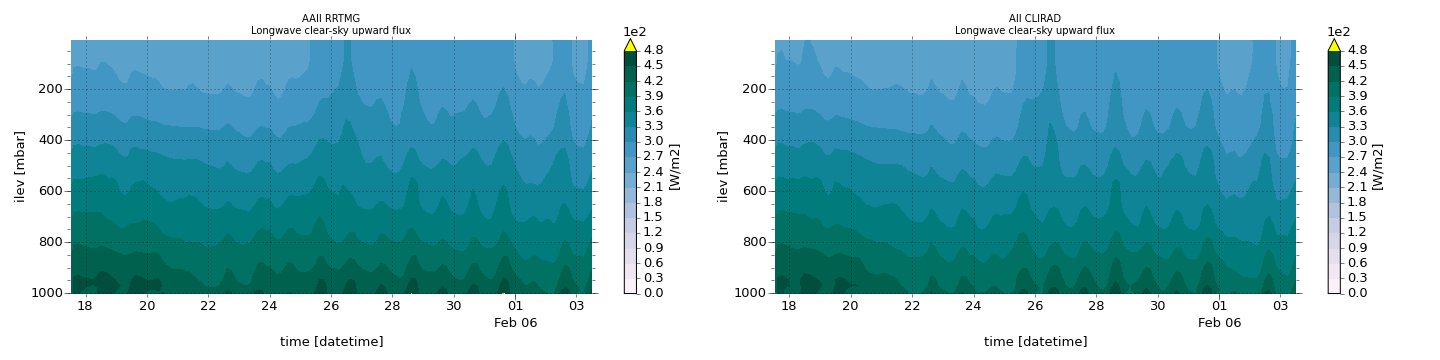 AAII RRTMG
Longwave clear-sky upward flux
1e2
4.8
4.5
4.2
3.9
3.6
3.3
3.0
2.7
2.4
2.1
1.8
1.5
1.2
0.9
0.6
0.3
0.0
[W/m2]
ilev [mbar]
200
400
600
800
1000
18 20 22 24 26 28 30 01 03
Feb 06
time [datetime]
AII CLIRAD
Longwave clear-sky upward flux
1e2
4.8
4.5
4.2
3.9
3.6
3.3
3.0
2.7
2.4
2.1
1.8
1.5
1.2
0.9
0.6
0.3
0.0
[W/m2]
ilev [mbar]
200
400
600
800
1000
18 20 22 24 26 28 30 01 03
Feb 06
time [datetime]